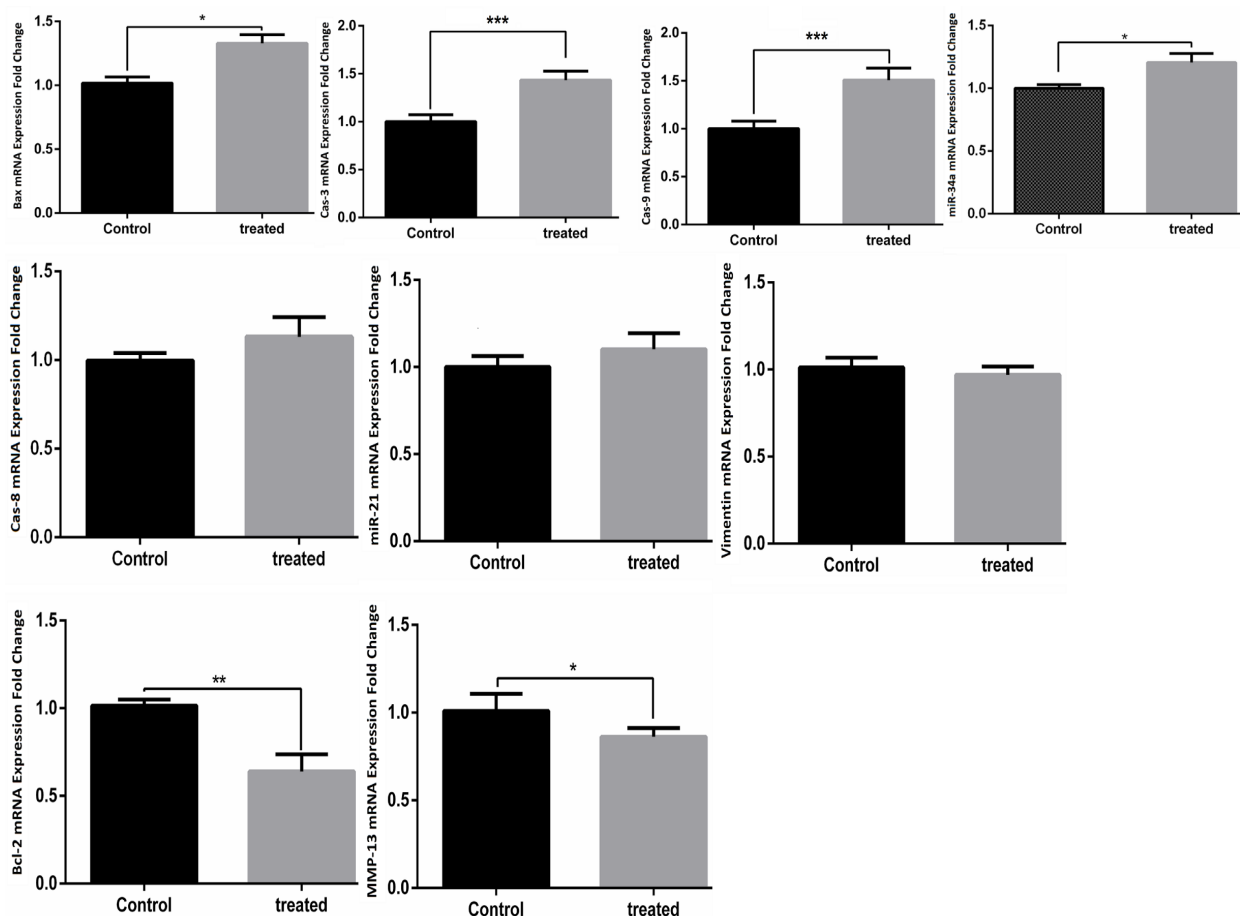 Bax mRNA Expression Fold Change
1.5
1.0
0.5
0.0
*
Control
treated
Cas-3 mRNA Expression Fold Change
2.0
1.5
1.0
0.5
0.0
***
Control
treated
Cas-9 mRNA Expression Fold Change
2.0
1.5
1.0
0.5
0.0
***
Control
treated
miR-34a mRNA Expression Fold Change
1.5
1.0
0.5
0.0
*
Control
treated
Cas-8 mRNA Expression Fold Change
1.5
1.0
0.5
0.0
Control
treated
miR-21 mRNA Expression Fold Change
1.5
1.0
0.5
0.0
Control
treated
Vimentin mRNA Expression Fold Change
1.5
1.0
0.5
0.0
Control
treated
Bcl-2 mRNA Expression Fold Change
1.5
1.0
0.5
0.0
**
Control
treated
MMP-13 mRNA Expression Fold Change
1.5
1.0
0.5
0.0
*
Control
treated